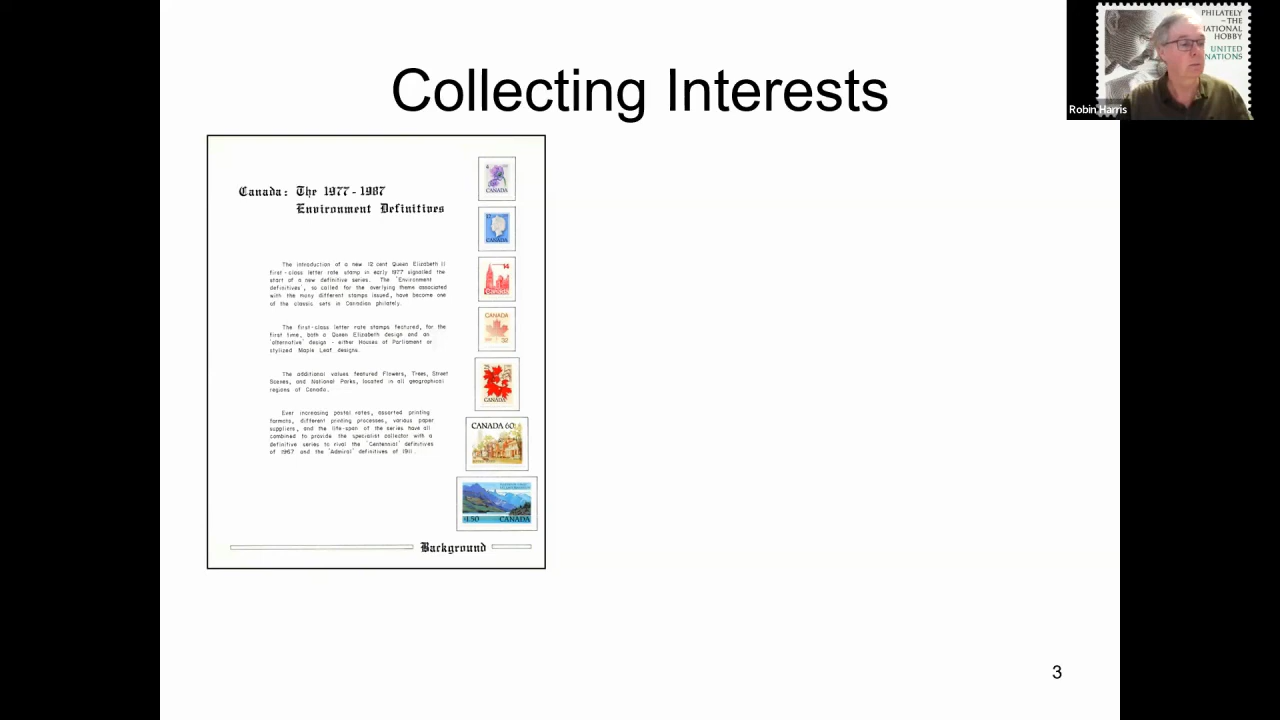 Collecting Interests
PHILATELY
– THE
NATIONAL
HOBBY
UNITED
NATIONS
Robin Harris
Canada: The 1977-1987
Environment Definitives
The introduction of a new 12 cent Queen Elizabeth II
first-class letter rate stamp in early 1977 signalled the
start of a new definitive series. The 'Environment
definitives', so called for the overlying theme associated
with the many different stamps issued, have become one
of the classic sets in Canadian philately.
The first-class letter rate stamps featured, for the
first time, both a Queen Elizabeth design and an
'alternative' design - either Houses of Parliament or
stylized Maple Leaf designs.
The additional values featured Flowers, Trees, Street
Scenes, and National Parks, located in all geographical
regions of Canada.
Ever increasing postal rates, assorted printing
formats, different printing processes, various paper
suppliers, and the life-span of the series have all
combined to provide the specialist collector with a
definitive series to rival the 'Centennial' definitives
of 1967 and the 'Admiral' definitives of 1911.
CANADA
CANADA
14
Canada
CANADA
30
CANADA
CANADA 60
1.50 CANADA
Background
3